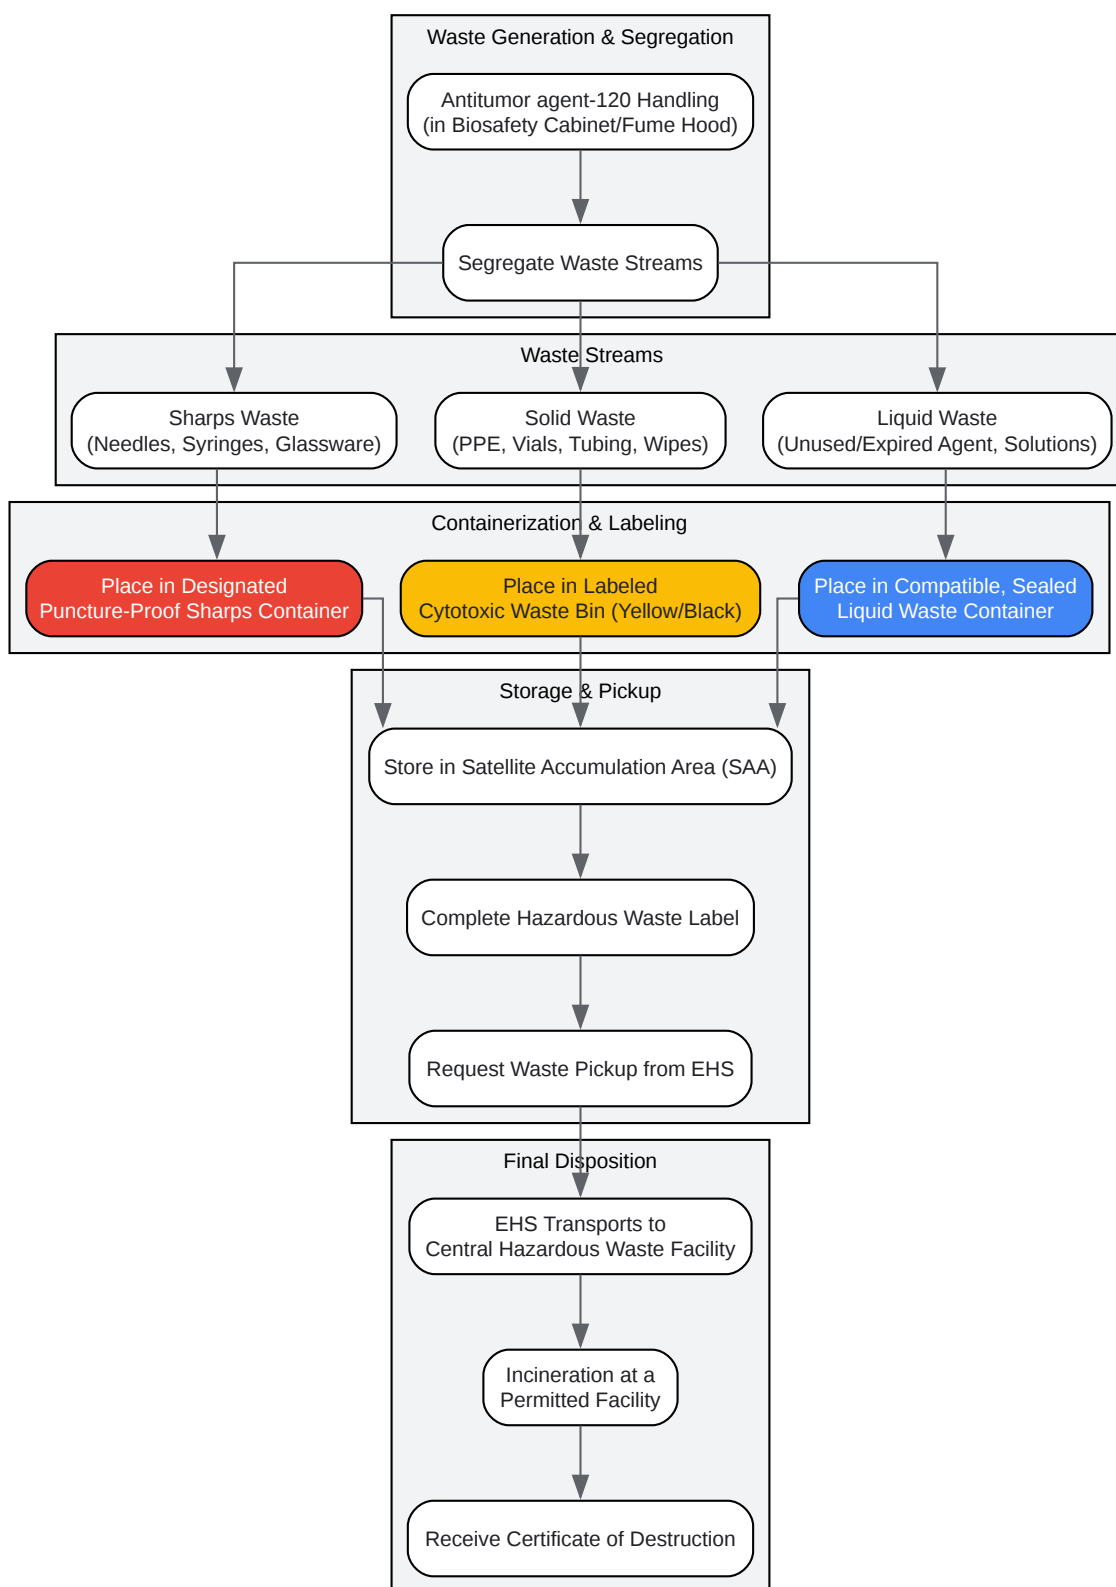 Waste Generation & Segregation
Antitumor agent-120 Handling
(in Biosafety Cabinet/Fume Hood)
Segregate Waste Streams
Waste Streams
Sharps Waste
(Needles, Syringes, Glassware)
Solid Waste
(PPE, Vials, Tubing, Wipes)
Liquid Waste
(Unused/Expired Agent, Solutions)
Containerization & Labeling
Place in Designated
Puncture-Proof Sharps Container
Place in Labeled
Cytotoxic Waste Bin (Yellow/Black)
Place in Compatible, Sealed
Liquid Waste Container
Storage & Pickup
Store in Satellite Accumulation Area (SAA)
Complete Hazardous Waste Label
Request Waste Pickup from EHS
Final Disposition
EHS Transports to
Central Hazardous Waste Facility
Incineration at a
Permitted Facility
Receive Certificate of Destruction